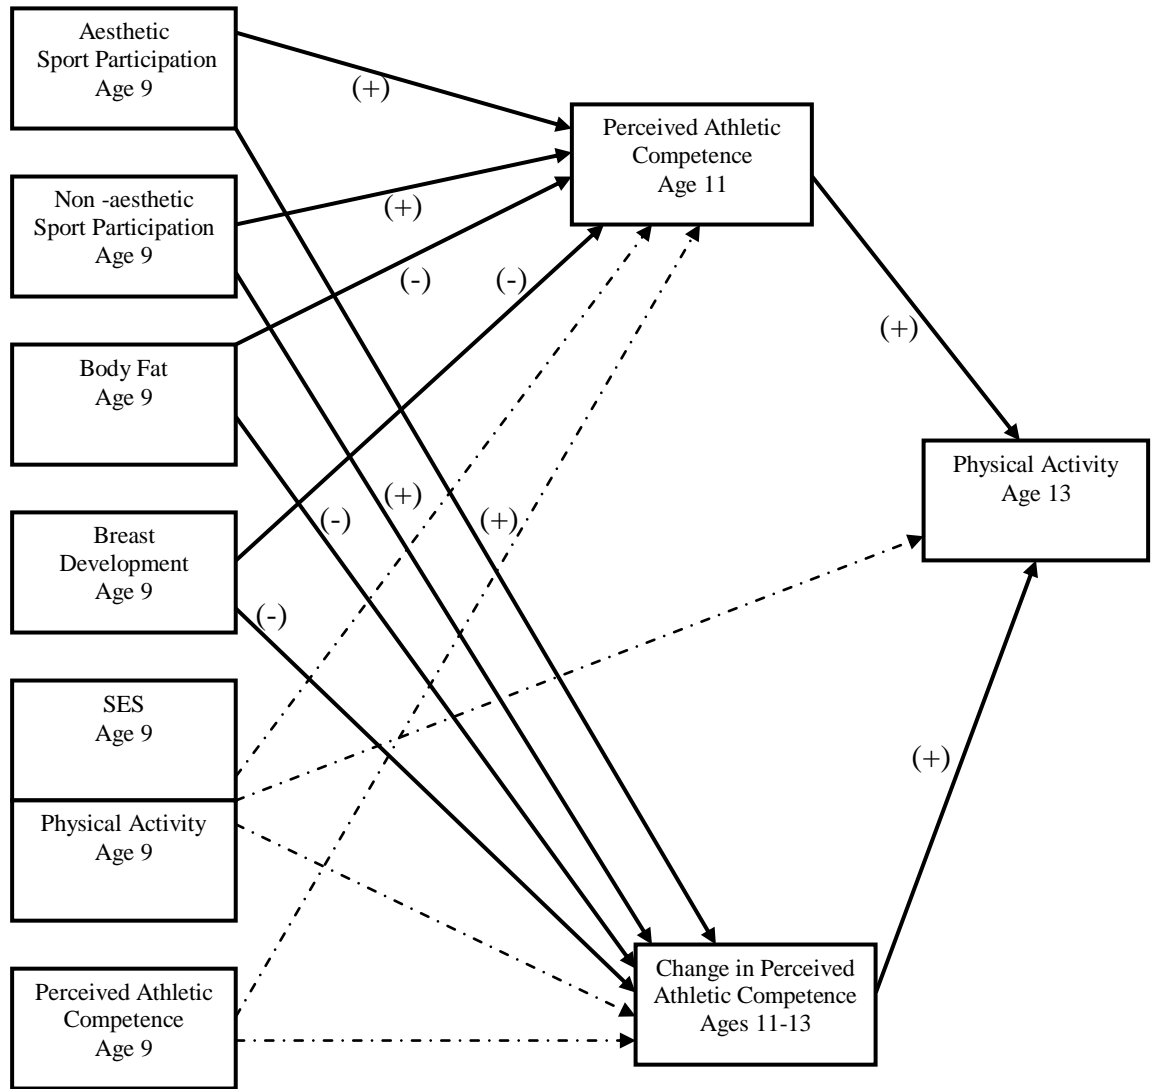 Aesthetic
Sport Participation
Age 9
(+)
Perceived Athletic
Competence
Age 11
Non -aesthetic
Sport Participation
Age 9
(+)
(-)
(-)
(+)
Body Fat
Age 9
Physical Activity
Age 13
(+)
(+)
(-)
Breast
Development
Age 9
(-)
SES
Age 9
(+)
Physical Activity
Age 9
Perceived Athletic
Competence
Age 9
Change in Perceived
Athletic Competence
Ages 11-13